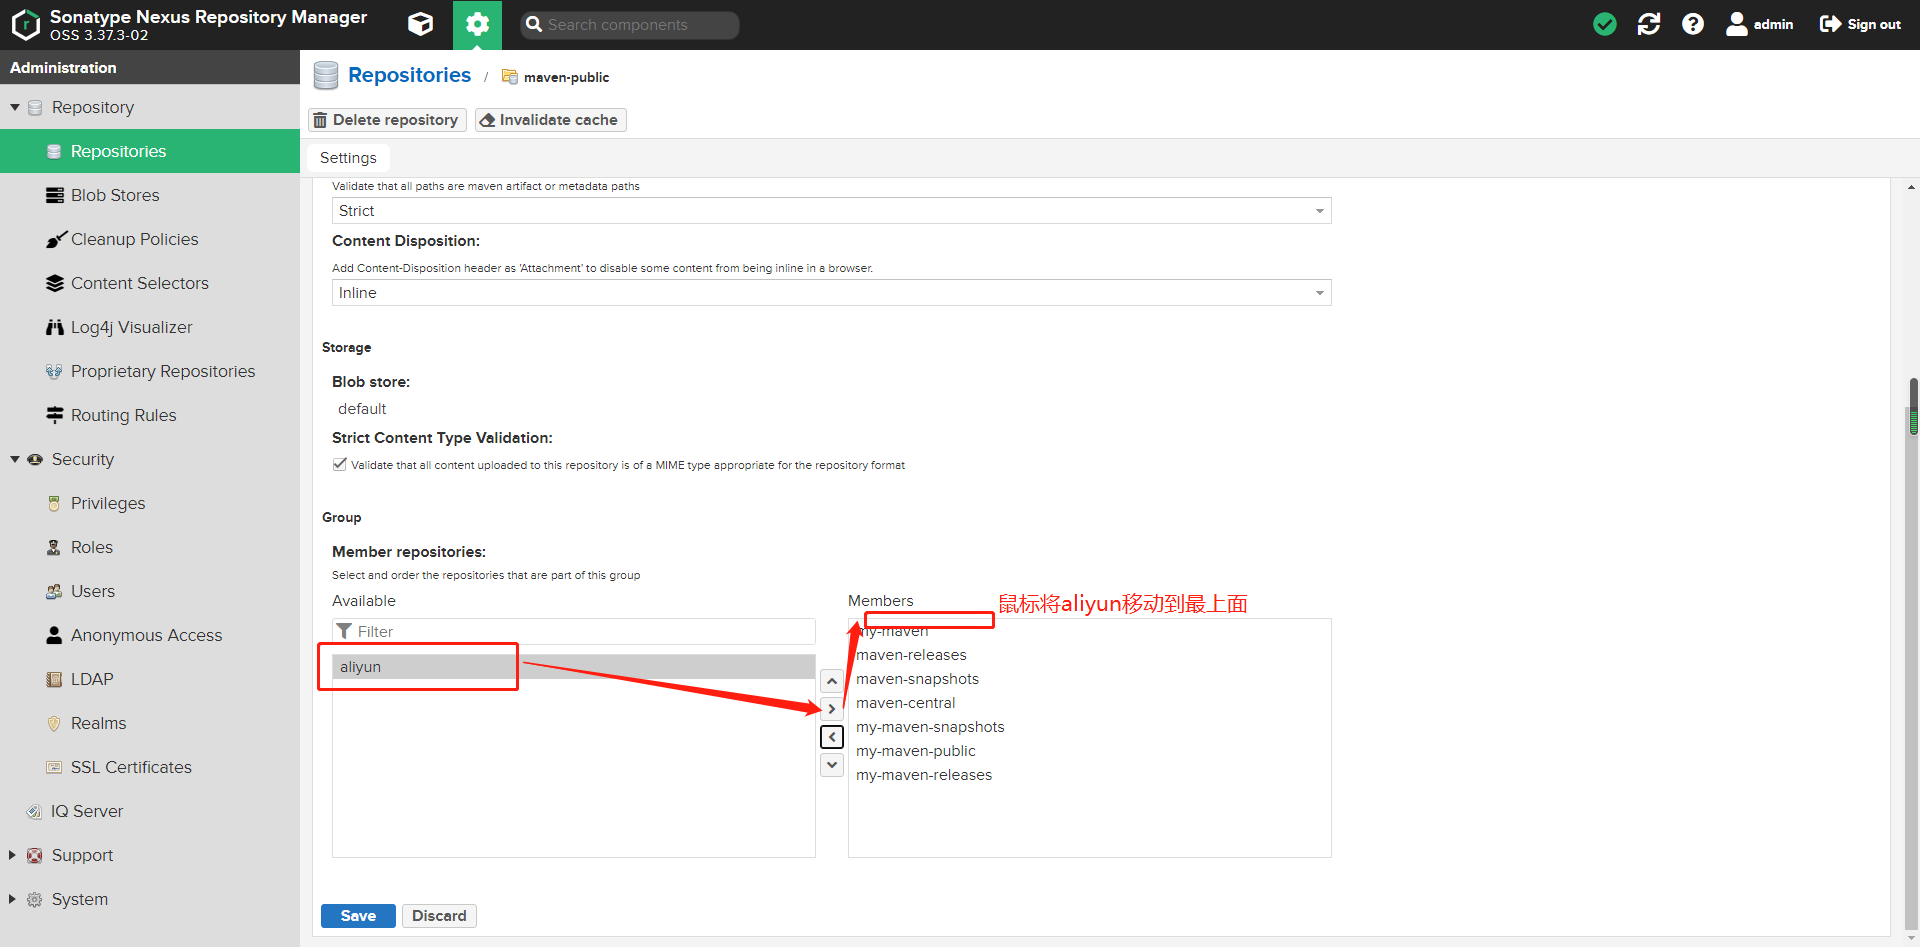 Sonatype Nexus Repository Manager
OSS 3.37.3-02
Search components
admin
Sign out
Administration
Repository
Repositories
Blob Stores
Cleanup Policies
Content Selectors
Log4j Visualizer
Proprietary Repositories
Routing Rules
Security
Privileges
Roles
Users
Anonymous Access
LDAP
Realms
SSL Certificates
IQ Server
Support
System
Repositories / maven-public
Delete repository
Invalidate cache
Settings
Validate that all paths are maven artifact or metadata paths
Strict
Content Disposition:
Add Content-Disposition header as 'Attachment' to disable some content from being inline in a browser.
Inline
Storage
Blob store:
default
Strict Content Type Validation:
Validate that all content uploaded to this repository is of a MIME type appropriate for the repository format
Group
Member repositories:
Select and order the repositories that are part of this group
Available
Filter
aliyun
Members
鼠标将aliyun移动到最上面
my-maven
maven-releases
maven-snapshots
maven-central
my-maven-snapshots
my-maven-public
my-maven-releases
Save
Discard